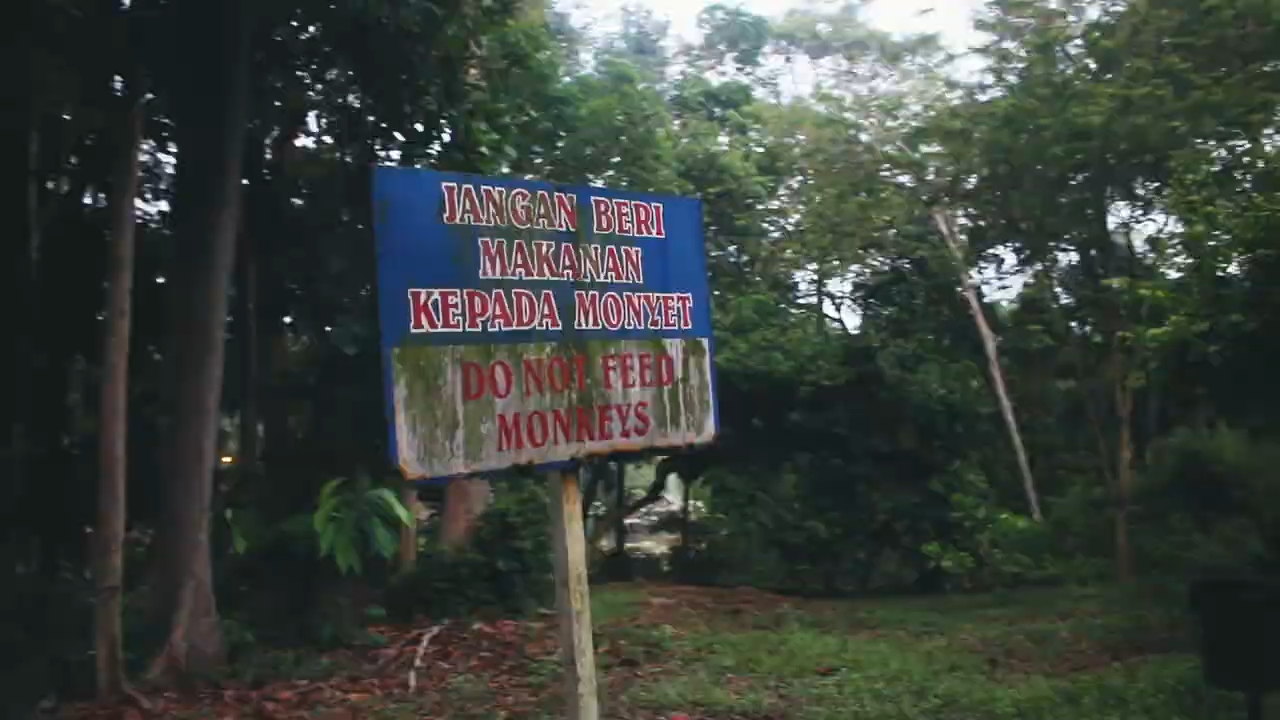 JANGAN BERI
MAKANAN
KEPADA MONYET
DO NOT FEED
MONKEYS